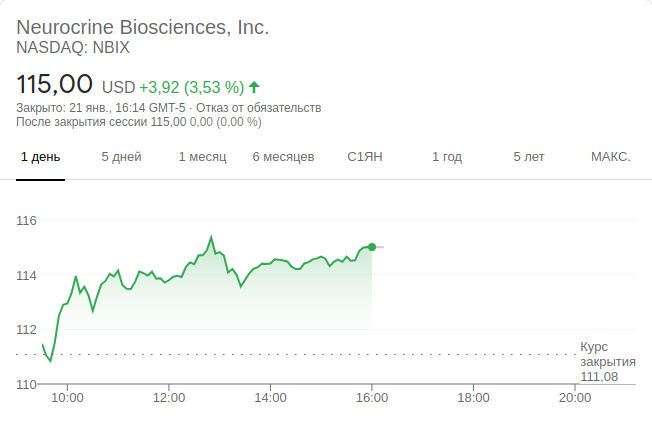 Neurocrine Biosciences, Inc.
NASDAQ: NBIX
115,00 USD +3,92 (3,53 %)
Закрыто: 21 янв., 16:14 GMT-5 · Отказ от обязательств
После закрытия сессии 115,00 0,00 (0,00 %)
1 день 5 дней 1 месяц 6 месяцев С1ЯН 1 год 5 лет МАКС.
116
114
112
Курс
закрытия
111,08
110
10:00 12:00 14:00 16:00 18:00 20:00